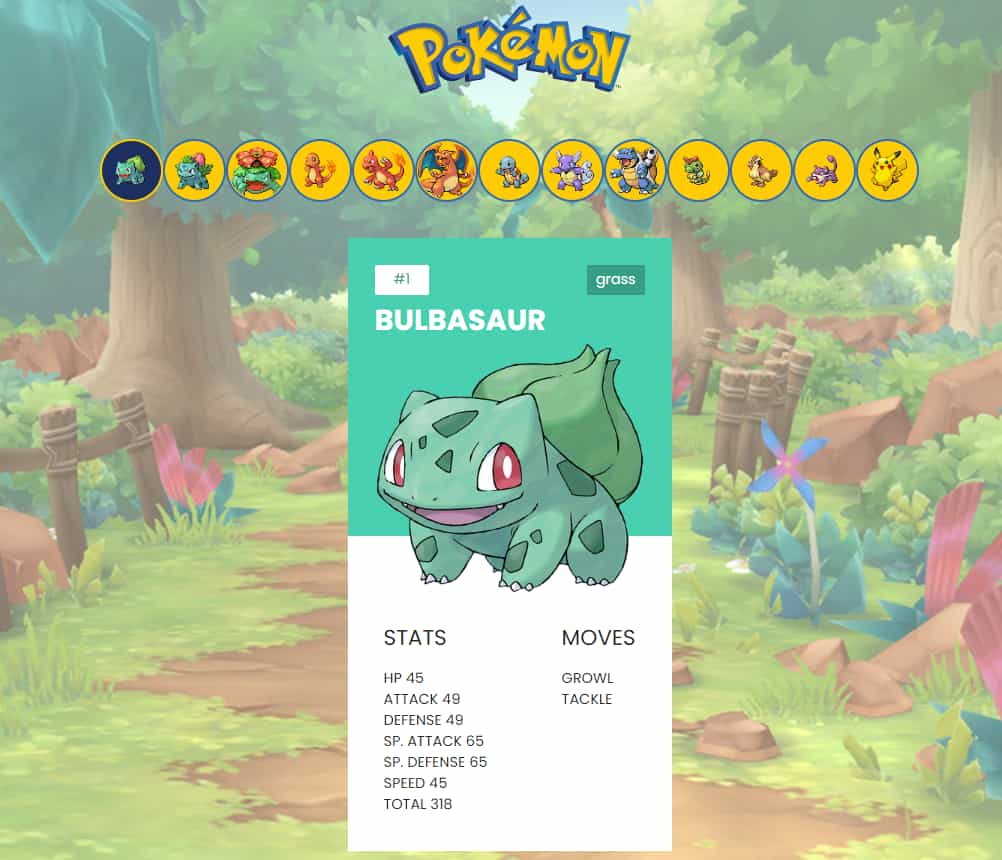 POKéMON
#1
grass
BULBASAUR
STATS
MOVES
HP 45
GROWL
ATTACK 49
TACKLE
DEFENSE 49
SP. ATTACK 65
SP. DEFENSE 65
SPEED 45
TOTAL 318